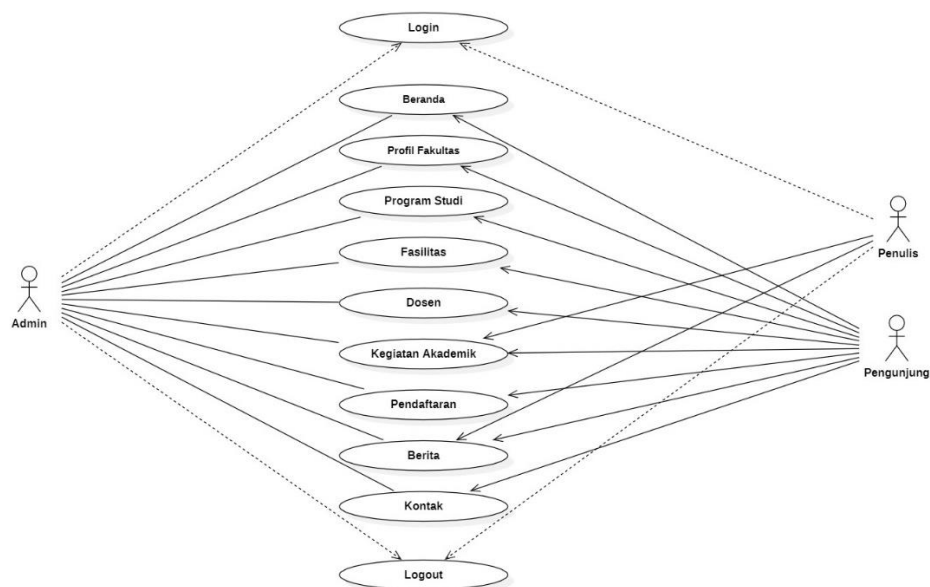 Login
Beranda
Profil Fakultas
Program Studi
Fasilitas
Dosen
Kegiatan Akademik
Pendaftaran
Berita
Kontak
Logout
Admin
Penulis
Pengunjung